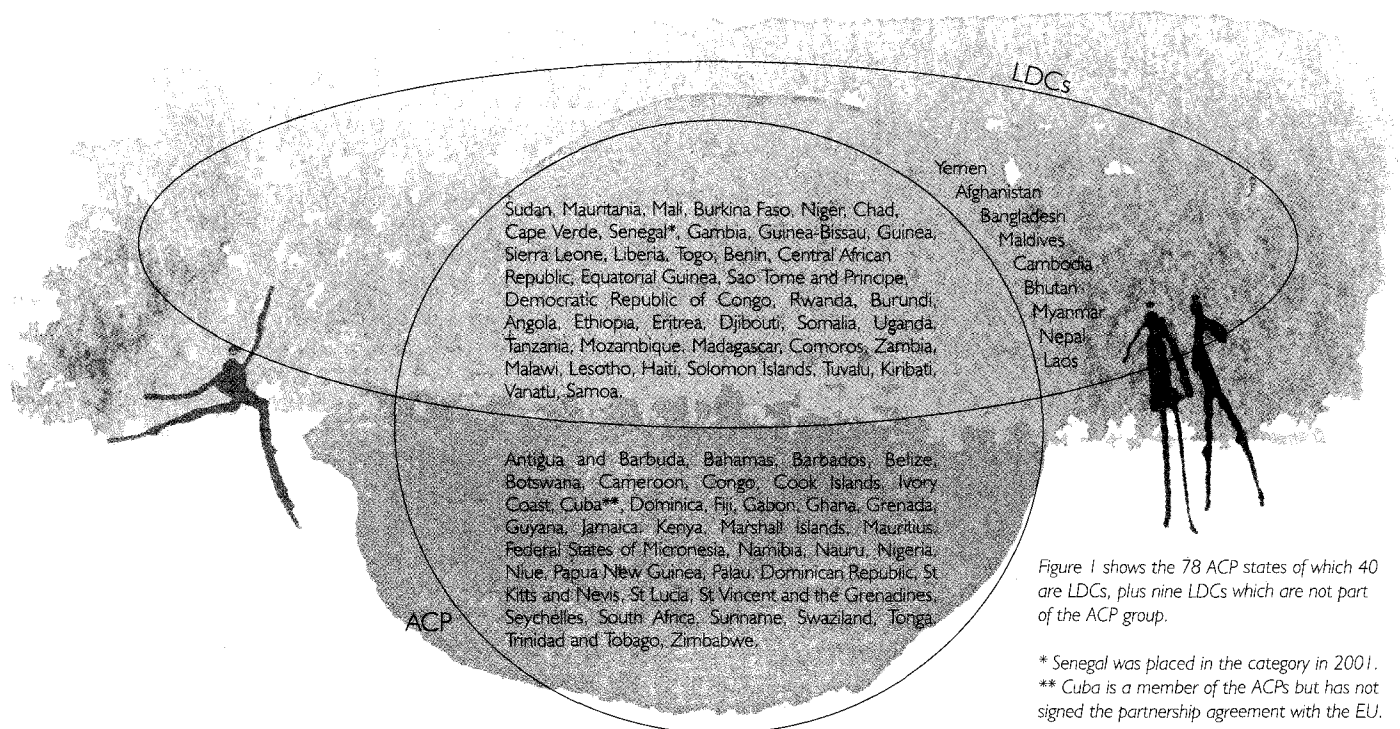 LDCs
Yemen
Afghanistan
Bangladesh
Maldives
Cambodia
Bhutan
Myanmar
Nepal
Laos
Sudan, Mauritania, Mali, Burkina Faso, Niger, Chad,
Cape Verde, Senegal*, Gambia, Guinea-Bissau, Guinea,
Sierra Leone, Liberia, Togo, Benin, Central African
Republic, Equatorial Guinea, Sao Tome and Principe,
Democratic Republic of Congo, Rwanda, Burundi,
Angola, Ethiopia, Eritrea, Djibouti, Somalia, Uganda,
Tanzania, Mozambique, Madagascar, Comoros, Zambia,
Malawi, Lesotho, Haiti, Solomon Islands, Tuvalu, Kiribati,
Vanatu, Samoa.
Antigua and Barbuda, Bahamas, Barbados, Belize,
Botswana, Cameroon, Congo, Cook Islands, Ivory
Coast, Cuba**, Dominica, Fiji, Gabon, Ghana, Grenada,
Guyana, Jamaica, Kenya, Marshall Islands, Mauritius,
Federal States of Micronesia, Namibia, Nauru, Nigeria,
Niue, Papua New Guinea, Palau, Dominican Republic, St
Kitts and Nevis, St Lucia, St Vincent and the Grenadines,
Seychelles, South Africa, Suriname, Swaziland, Tonga,
Trinidad and Tobago, Zimbabwe.
ACP
Figure 1 shows the 78 ACP states of which 40
are LDCs, plus nine LDCs which are not part
of the ACP group.
* Senegal was placed in the category in 2001.
** Cuba is a member of the ACPs but has not
signed the partnership agreement with the EU.